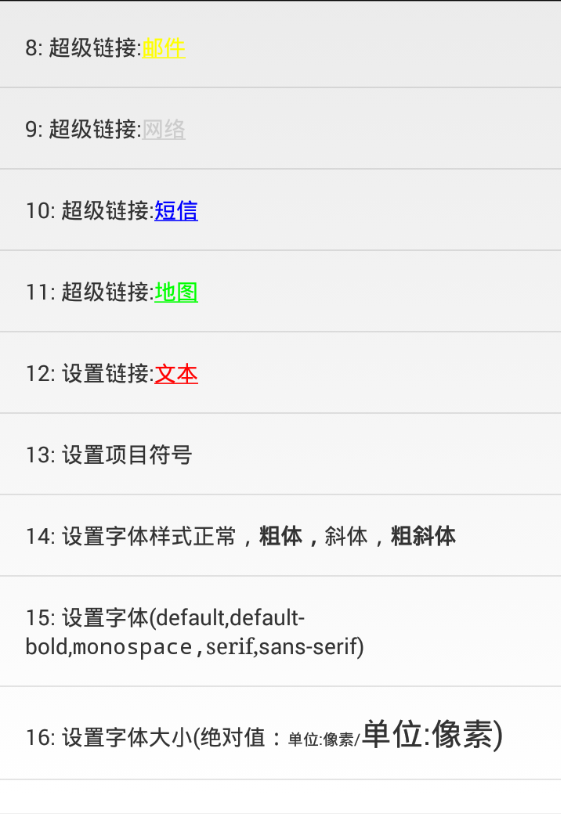 8: 超级链接:邮件
9: 超级链接:网络
10: 超级链接:短信
11: 超级链接:地图
12: 设置链接:文本
13: 设置项目符号
14: 设置字体样式正常，粗体，斜体，粗斜体
15: 设置字体(default,default-
bold,monospace,serif,sans-serif)
16: 设置字体大小(绝对值：单位:像素/单位:像素)